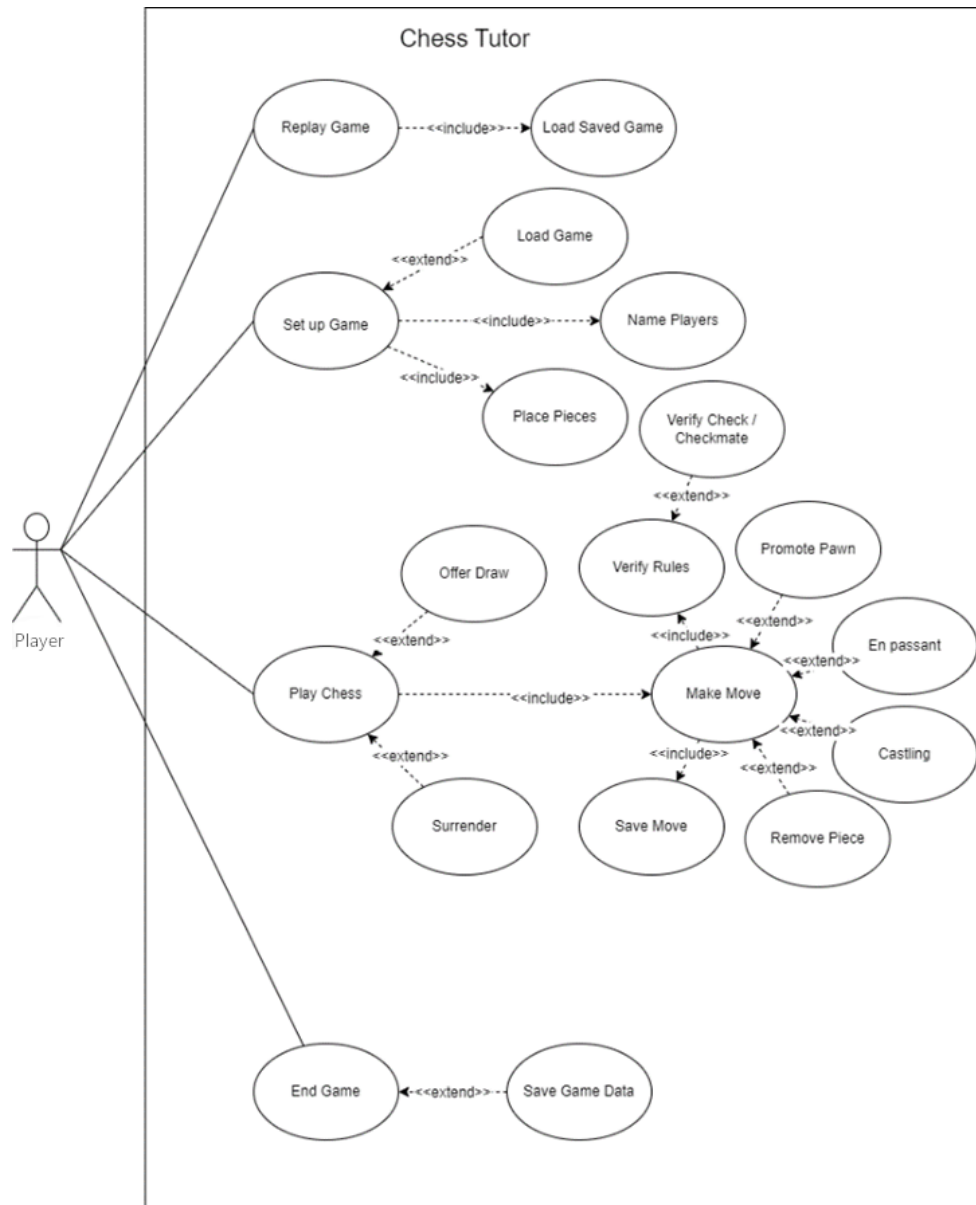 Chess Tutor
Replay Game
<<include>>
Load Saved Game
Load Game
<<extend>>
Set up Game
<<include>>
Name Players
<<include>>
Place Pieces
Verify Check /
Checkmate
<<extend>>
Promote Pawn
Offer Draw
Verify Rules
Player
<<extend>>
<<include>>
<<extend>>
En passant
<<extend>>
Play Chess
<<include>>
Make Move
<<extend>>
Castling
<<extend>>
<<include>>
<<extend>>
Surrender
Save Move
Remove Piece
End Game
<<extend>>
Save Game Data